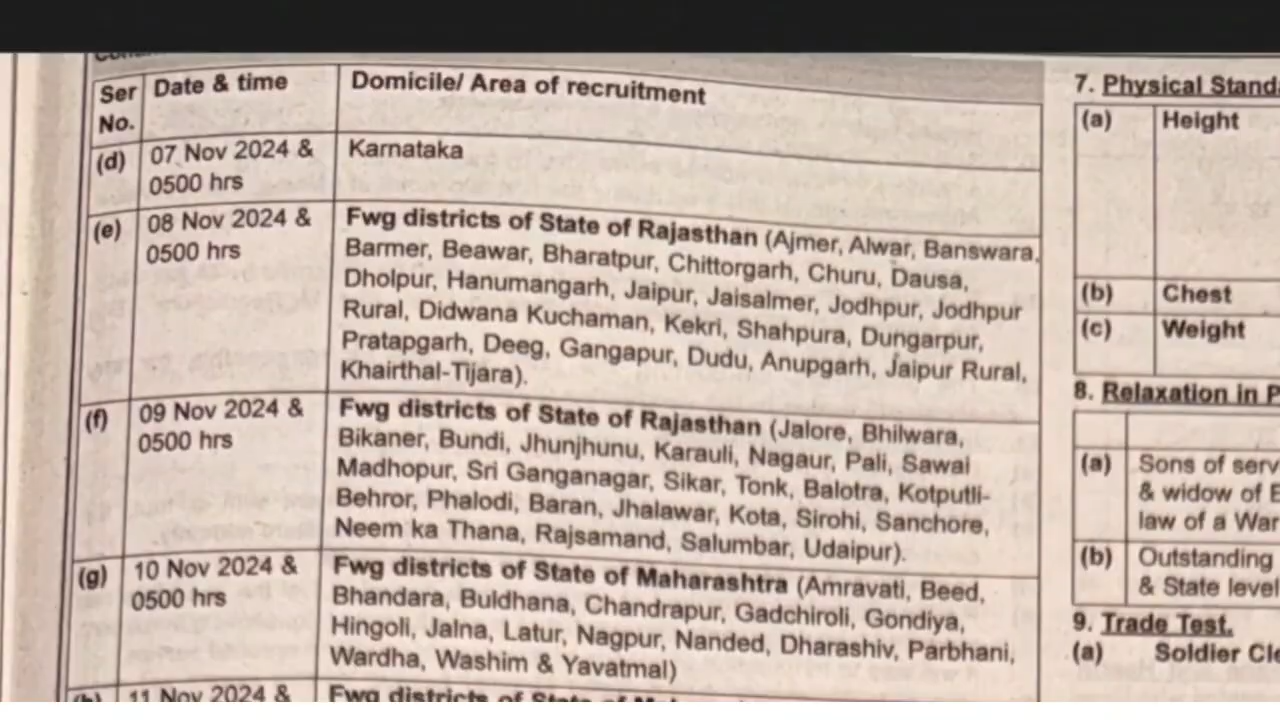 Ser No.
Date & time
Domicile/ Area of recruitment
(d)
07 Nov 2024 &
0500 hrs
Karnataka
(e)
08 Nov 2024 &
0500 hrs
Fwg districts of State of Rajasthan (Ajmer, Alwar, Banswara,
Barmer, Beawar, Bharatpur, Chittorgarh, Churu, Dausa,
Dholpur, Hanumangarh, Jaipur, Jaisalmer, Jodhpur, Jodhpur
Rural, Didwana Kuchaman, Kekri, Shahpura, Dungarpur,
Pratapgarh, Deeg, Gangapur, Dudu, Anupgarh, Jaipur Rural,
Khairthal-Tijara).
(f)
09 Nov 2024 &
0500 hrs
Fwg districts of State of Rajasthan (Jalore, Bhilwara,
Bikaner, Bundi, Jhunjhunu, Karauli, Nagaur, Pali, Sawai
Madhopur, Sri Ganganagar, Sikar, Tonk, Balotra, Kotputli-
Behror, Phalodi, Baran, Jhalawar, Kota, Sirohi, Sanchore,
Neem ka Thana, Rajsamand, Salumbar, Udaipur).
(g)
10 Nov 2024 &
0500 hrs
Fwg districts of State of Maharashtra (Amravati, Beed,
Bhandara, Buldhana, Chandrapur, Gadchiroli, Gondiya,
Hingoli, Jalna, Latur, Nagpur, Nanded, Dharashiv, Parbhani,
Wardha, Washim & Yavatmal)
11 Nov 2024 &
Fwg districts of State of
7. Physical Stand
(a) Height
(b) Chest
(c) Weight
8. Relaxation in P
(a) Sons of serv
& widow of E
law of a War
(b) Outstanding
& State level
9. Trade Test.
(a) Soldier Cle